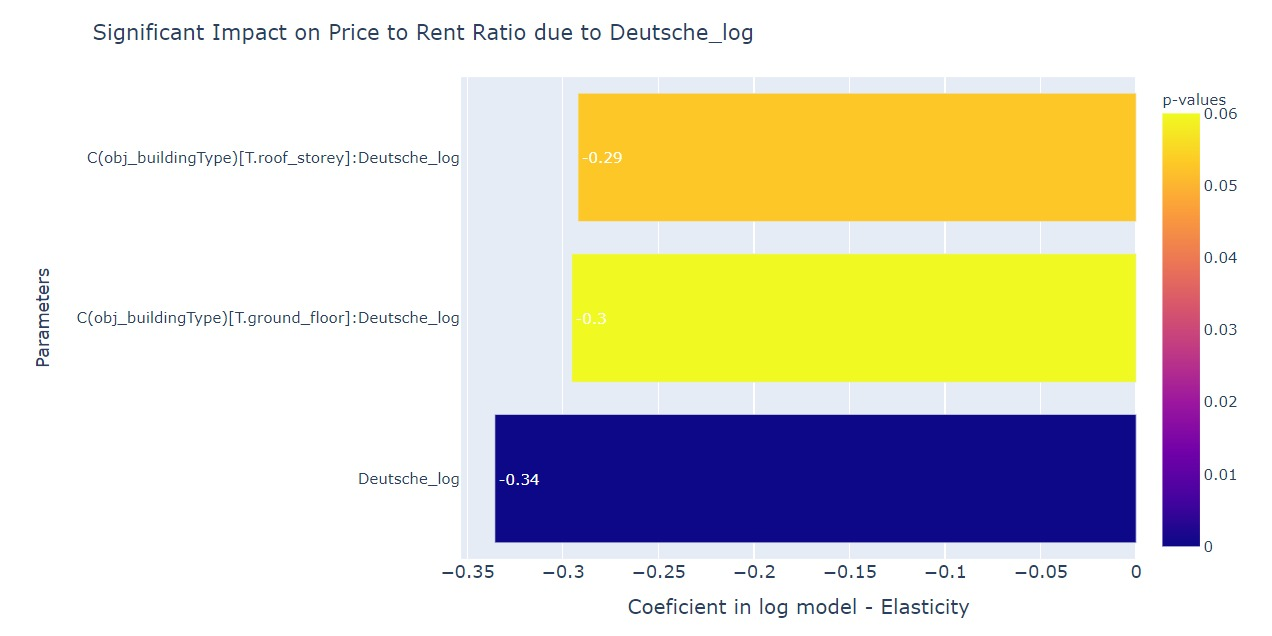 Significant Impact on Price to Rent Ratio due to Deutsche_log
p-values
0.06
0.05
0.04
0.03
0.02
0.01
0
Parameters
C(obj_buildingType)[T.roof_storey]:Deutsche_log
-0.29
C(obj_buildingType)[T.ground_floor]:Deutsche_log
-0.3
Deutsche_log
-0.34
−0.35
−0.3
−0.25
−0.2
−0.15
−0.1
−0.05
0
Coeficient in log model - Elasticity